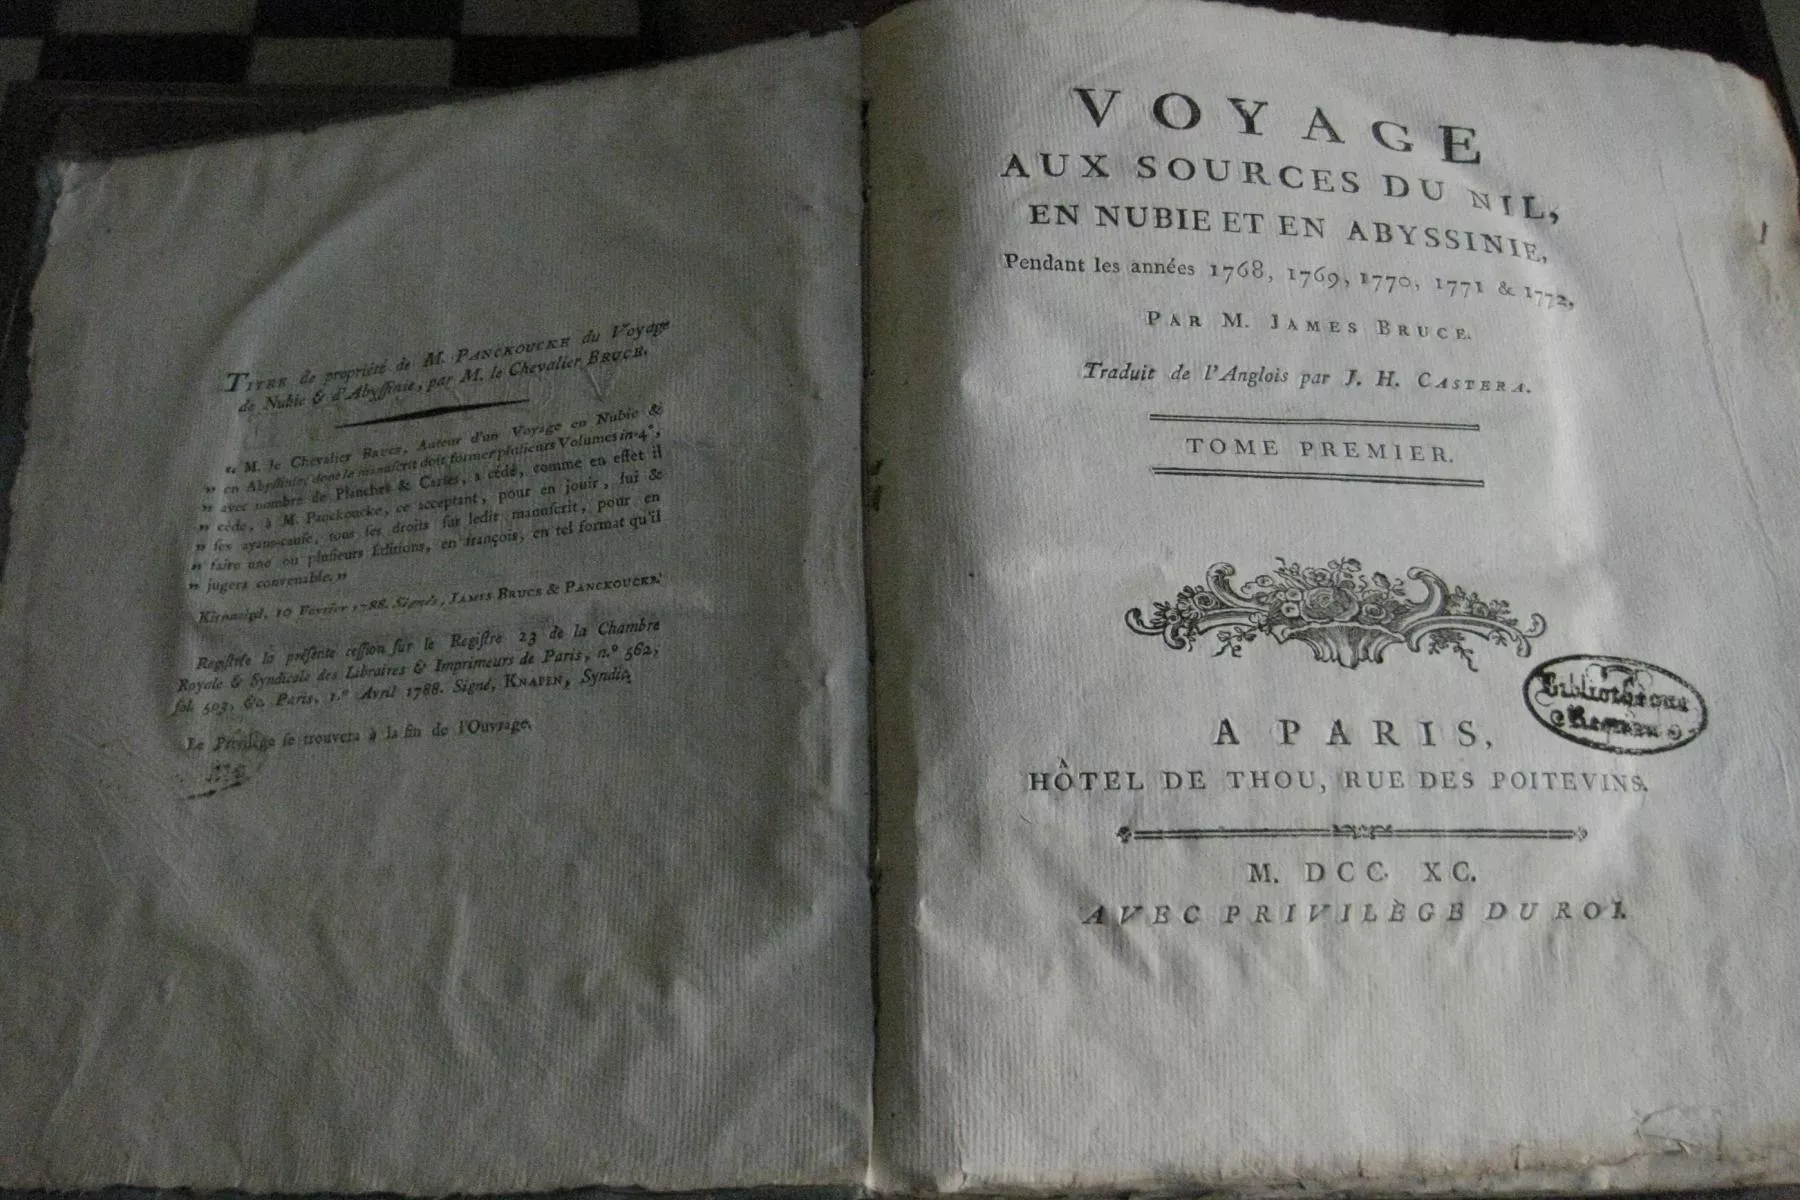 TITRE de propriété de M. PANCKOUCKE du Voyage
de Nubie & d'Abyſſinie, par M. le Chevalier BRUCE.
« M. le Chevalier BRUCE, Auteur d'un Voyage en Nubie &
» en Abyſſinie, dont le manuſcrit doit former pluſieurs Volumes in-4°,
» avec nombre de Planches & Cartes, a cédé, comme en effet il
» cède, à M. Panckoucke, ce acceptant, pour en jouir, lui &
» ſes ayans-cauſe, tous ſes droits ſur ledit manuſcrit, pour en
» faire une ou pluſieurs Éditions, en françois, en tel format qu'il
» jugera convenable. »
Kinnaird, 10 Février 1788. Signés, JAMES BRUCE & PANCKOUCKE.
Regiſtrée la préſente ceſſion ſur le Regiſtre 23 de la Chambre
Royale & Syndicale des Libraires & Imprimeurs de Paris, n.° 562,
fol. 503, &c. Paris, 1.er Avril 1788. Signé, KNAPEN, Syndic.
Le Privilége ſe trouvera à la fin de l'Ouvrage.
VOYAGE
AUX SOURCES DU NIL,
EN NUBIE ET EN ABYSSINIE,
Pendant les années 1768, 1769, 1770, 1771 & 1772,
PAR M. JAMES BRUCE.
Traduit de l'Anglois par J. H. CASTERA.
TOME PREMIER.
Bibliothèque
A PARIS,
HÔTEL DE THOU, RUE DES POITEVINS.
M. DCC. XC.
AVEC PRIVILÈGE DU ROI.